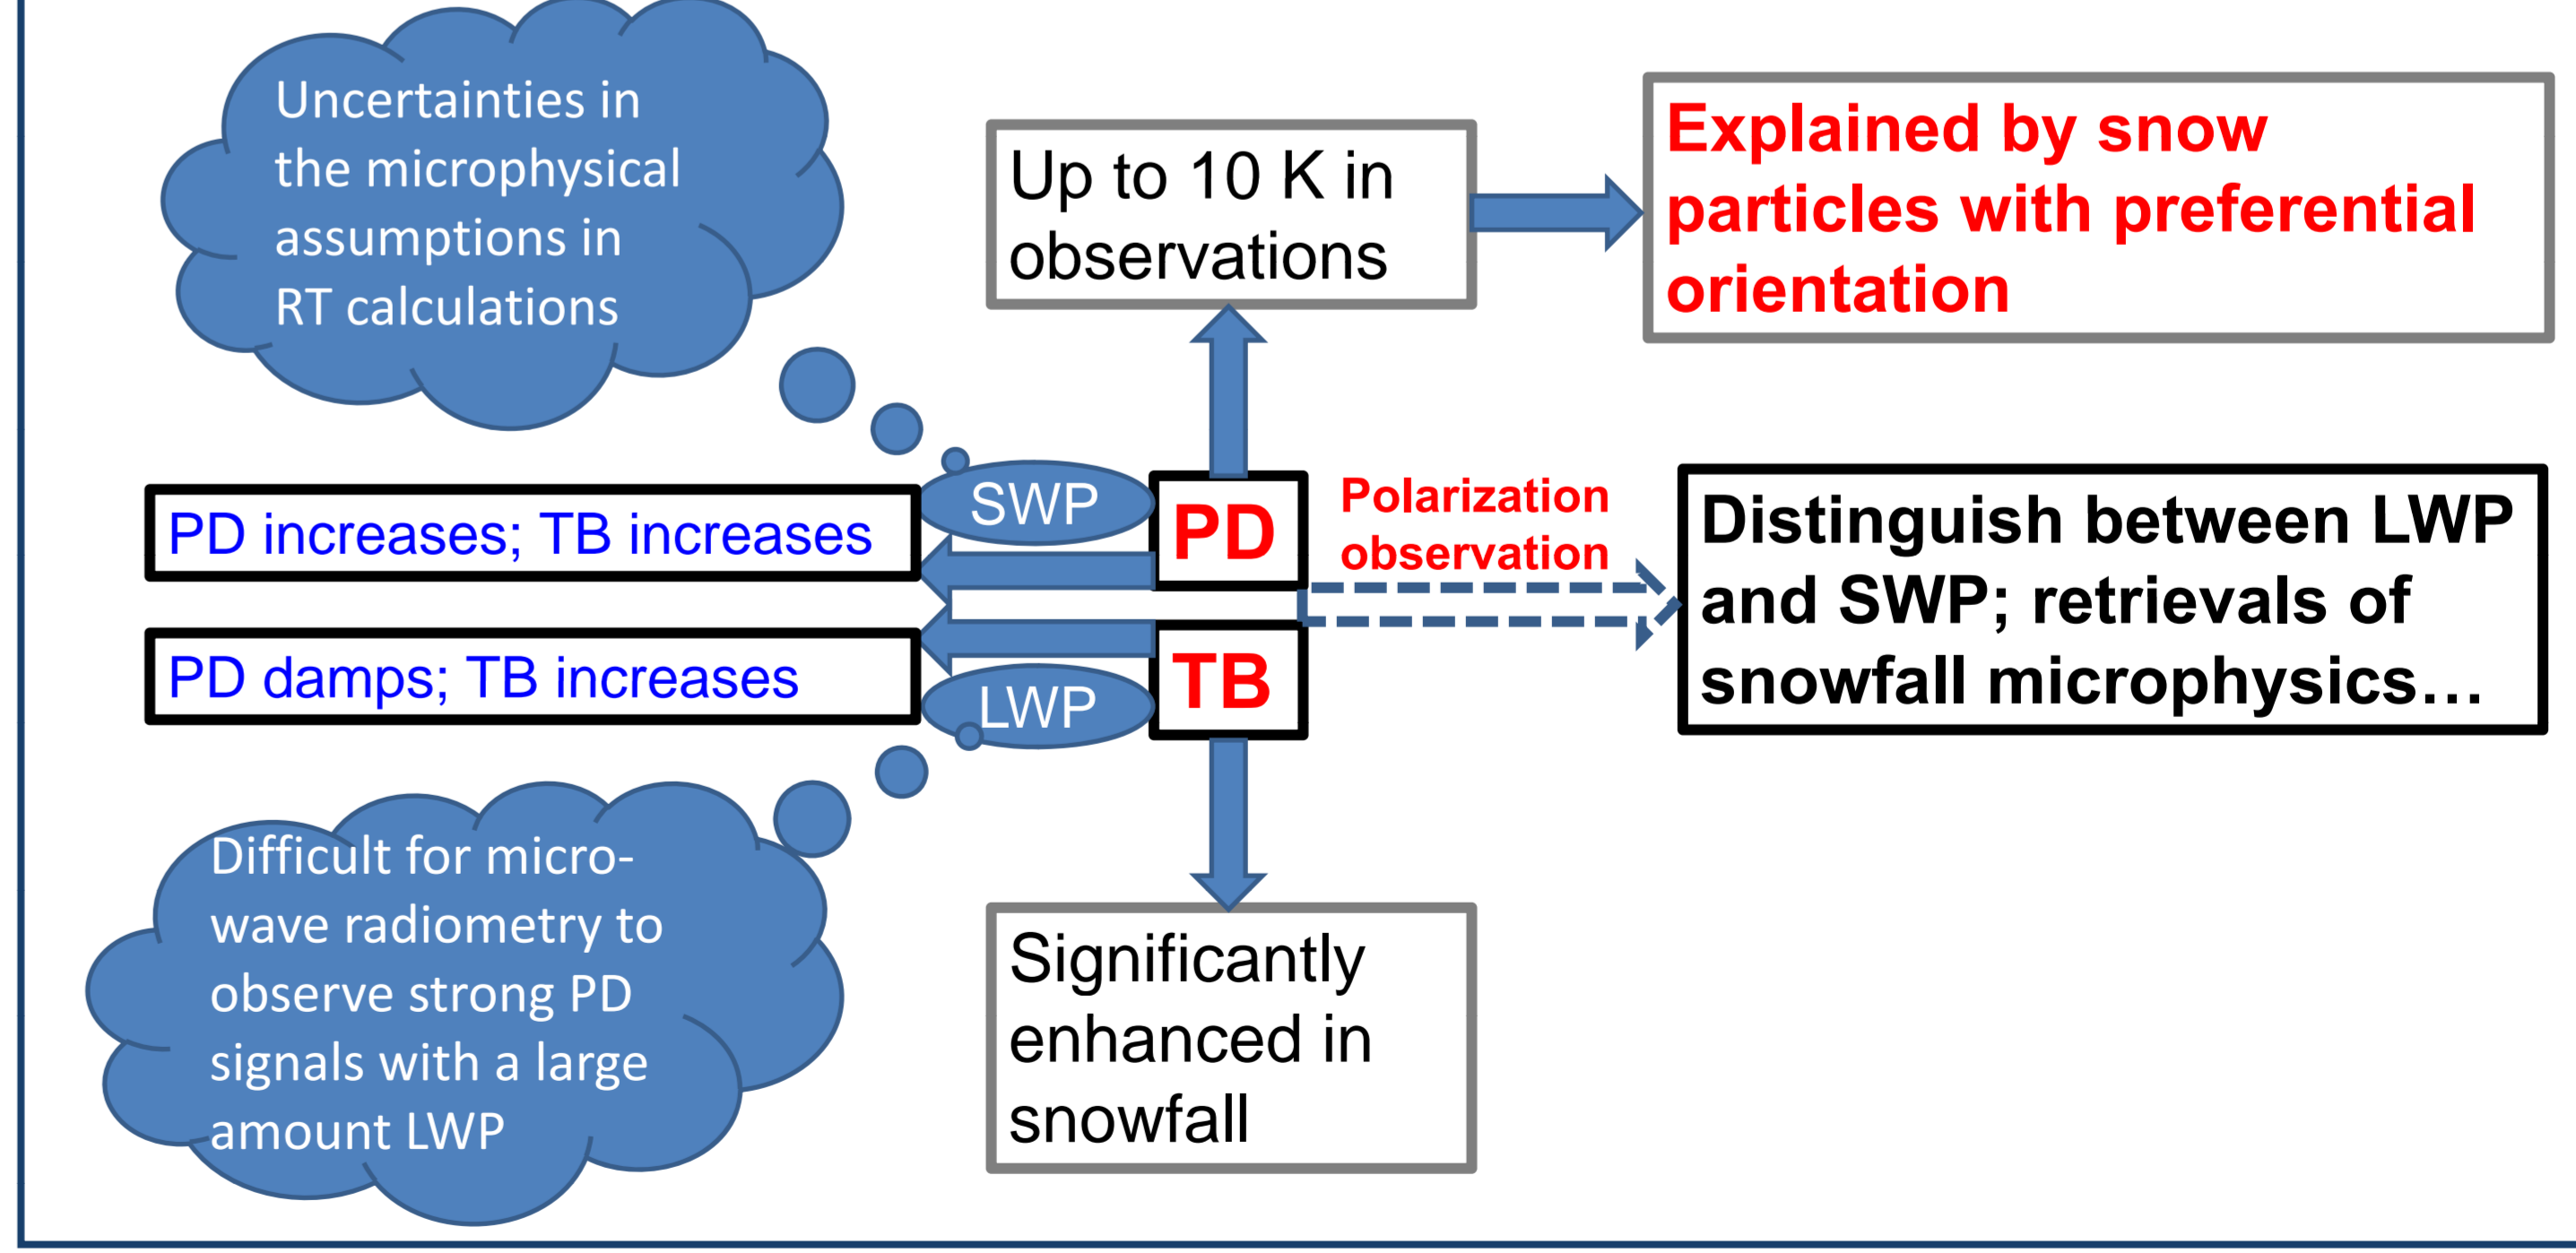 Uncertainties in
the microphysical
assumptions in
RT calculations
Up to 10 K in
observations
Explained by snow
particles with preferential
orientation
SWP
PD increases; TB increases
PD
Polarization
observation
Distinguish between LWP
and SWP; retrievals of
snowfall microphysics…
PD damps; TB increases
TB
LWP
Difficult for micro-
wave radiometry to
observe strong PD
signals with a large
amount LWP
Significantly
enhanced in
snowfall